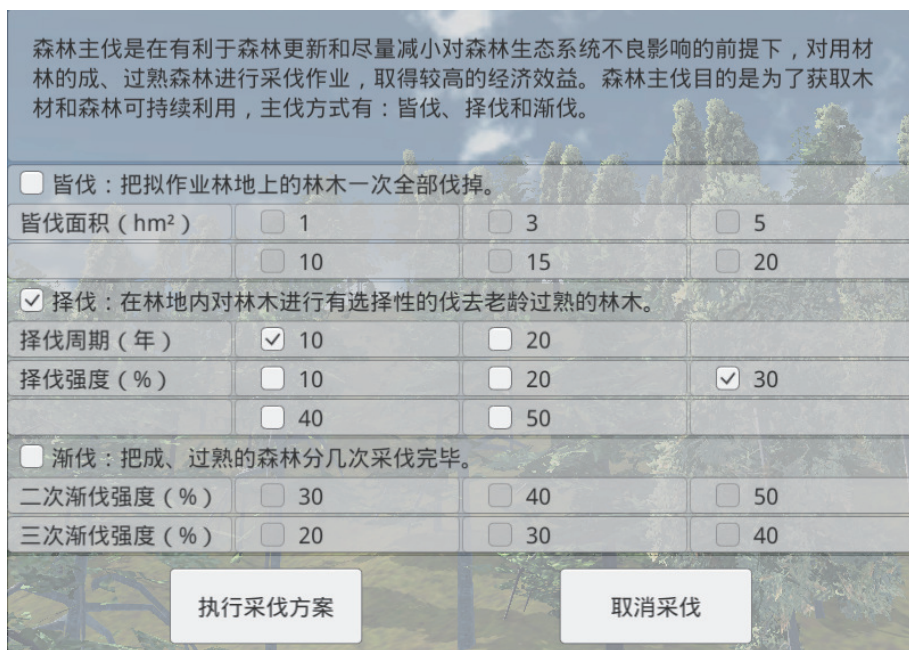 森林主伐是在有利于森林更新和尽量减小对森林生态系统不良影响的前提下，对用材
林的成、过熟森林进行采伐作业，取得较高的经济效益。森林主伐目的是为了获取木
材和森林可持续利用，主伐方式有：皆伐、择伐和渐伐。
皆伐：把拟作业林地上的林木一次全部伐掉。
皆伐面积（hm²） 1 3 5
10 15 20
择伐：在林地内对林木进行有选择性的伐去老龄过熟的林木。
择伐周期（年） 10 20
择伐强度（%） 10 20 30
40 50
渐伐：把成、过熟的森林分几次采伐完毕。
二次渐伐强度（%） 30 40 50
三次渐伐强度（%） 20 30 40
执行采伐方案 取消采伐